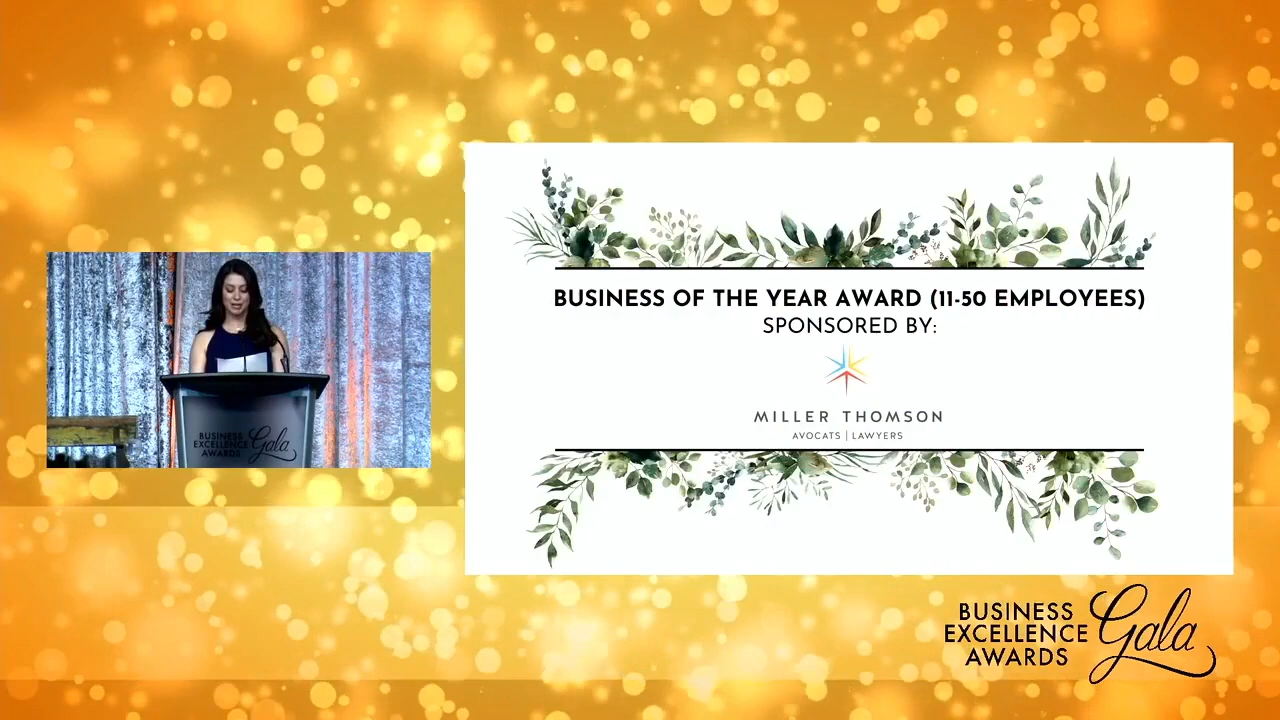 BUSINESS OF THE YEAR AWARD (11-50 EMPLOYEES)
SPONSORED BY:
MILLER THOMSON
AVOCATS | LAWYERS
BUSINESS
EXCELLENCE
AWARDS
Gala
BUSINESS
EXCELLENCE
AWARDS
Gala